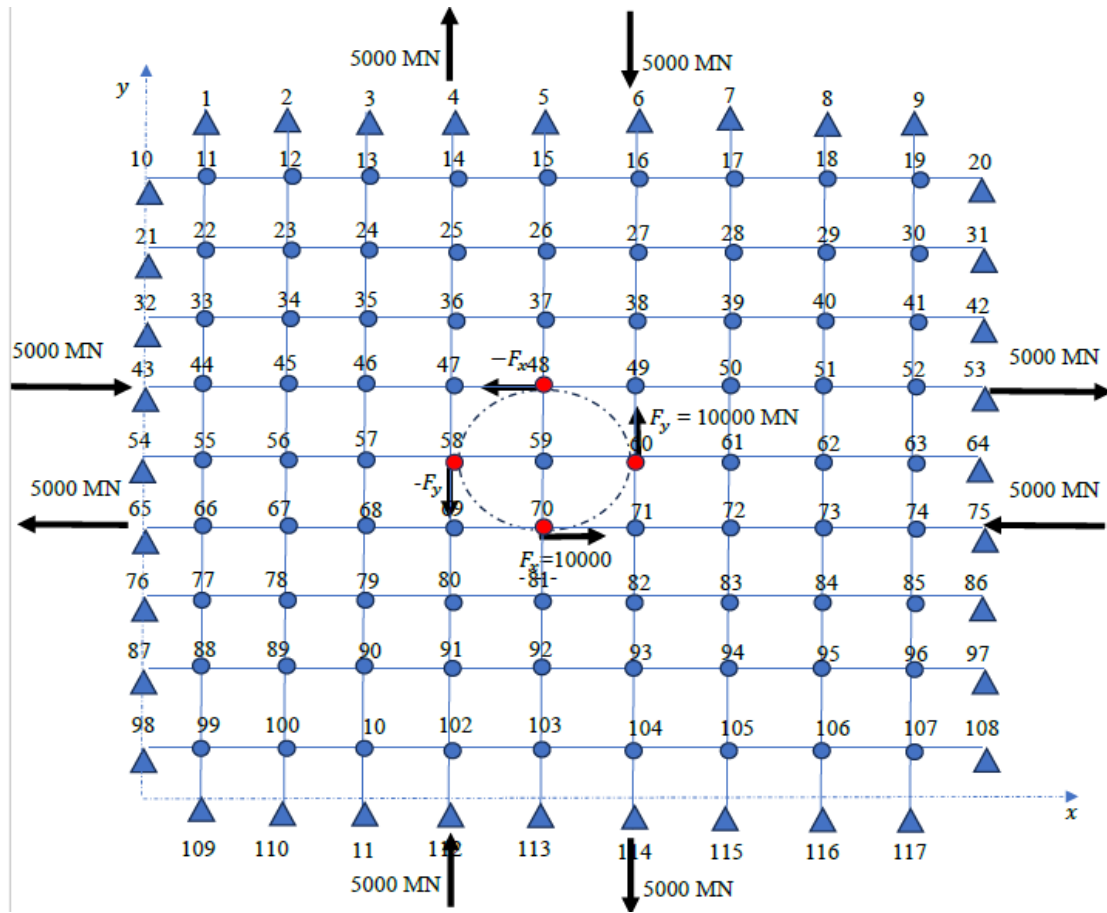 5000 MN 5000 MN
y 1 2 3 4 5 6 7 8 9
10 11 12 13 14 15 16 17 18 19 20
21 22 23 24 25 26 27 28 29 30 31
32 33 34 35 36 37 38 39 40 41 42
5000 MN 5000 MN
43 44 45 46 47 −Fx 48 49 50 51 52 53
Fy = 10000 MN
54 55 56 57 58 59 60 61 62 63 64
5000 MN -Fy 5000 MN
65 66 67 68 69 70 71 72 73 74 75
Fx =10000
76 77 78 79 80 -81- 82 83 84 85 86
87 88 89 90 91 92 93 94 95 96 97
98 99 100 10 102 103 104 105 106 107 108
x
109 110 11 112 113 114 115 116 117
5000 MN 5000 MN